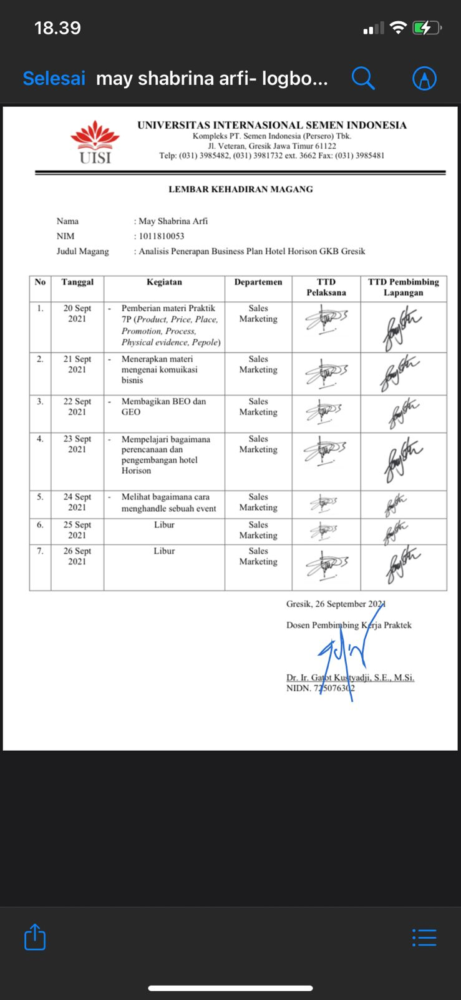 18.39
Selesai may shabrina arfi- logbo...
UISI
UNIVERSITAS INTERNASIONAL SEMEN INDONESIA
Kompleks PT. Semen Indonesia (Persero) Tbk.
Jl. Veteran, Gresik Jawa Timur 61122
Telp: (031) 3985482, (031) 3981732 ext. 3662 Fax: (031) 3985481
LEMBAR KEHADIRAN MAGANG
Nama : May Shabrina Arfi
NIM : 1011810053
Judul Magang : Analisis Penerapan Business Plan Hotel Horison GKB Gresik
No Tanggal Kegiatan Departemen TTD Pelaksana TTD Pembimbing Lapangan
1. 20 Sept 2021 - Pemberian materi Praktik Sales Marketing
7P (Product, Price, Place,
Promotion, Process,
Physical evidence, Pepole)
2. 21 Sept 2021 - Menerapkan materi Sales Marketing
mengenai komuikasi
bisnis
3. 22 Sept 2021 - Membagikan BEO dan Sales Marketing
GEO
4. 23 Sept 2021 - Mempelajari bagaimana Sales Marketing
perencanaan dan
pengembangan hotel
Horison
5. 24 Sept 2021 - Melihat bagaimana cara Sales Marketing
menghandle sebuah event
6. 25 Sept 2021 Libur Sales Marketing
7. 26 Sept 2021 Libur Sales Marketing
Gresik, 26 September 2021
Dosen Pembimbing Kerja Praktek
Dr. Ir. Gatot Kustyadji, S.E., M.Si.
NIDN. 725076302